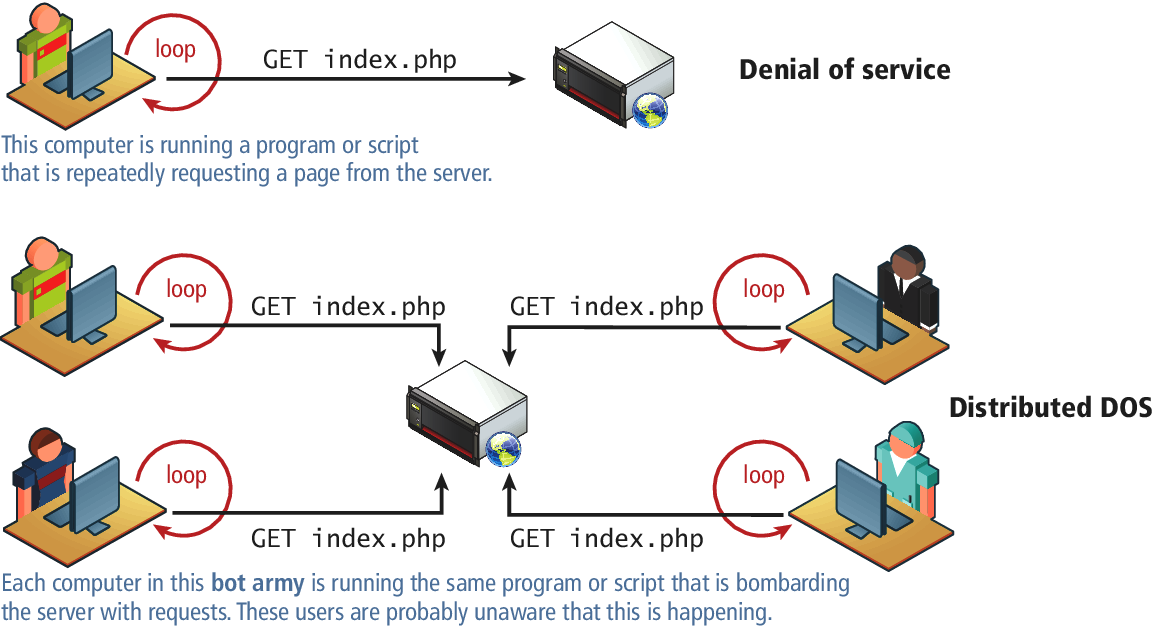 loop
GET index.php
Denial of service
This computer is running a program or script
that is repeatedly requesting a page from the server.
loop
GET index.php
GET index.php
loop
Distributed DOS
loop
GET index.php
GET index.php
loop
Each computer in this bot army is running the same program or script that is bombarding
the server with requests. These users are probably unaware that this is happening.